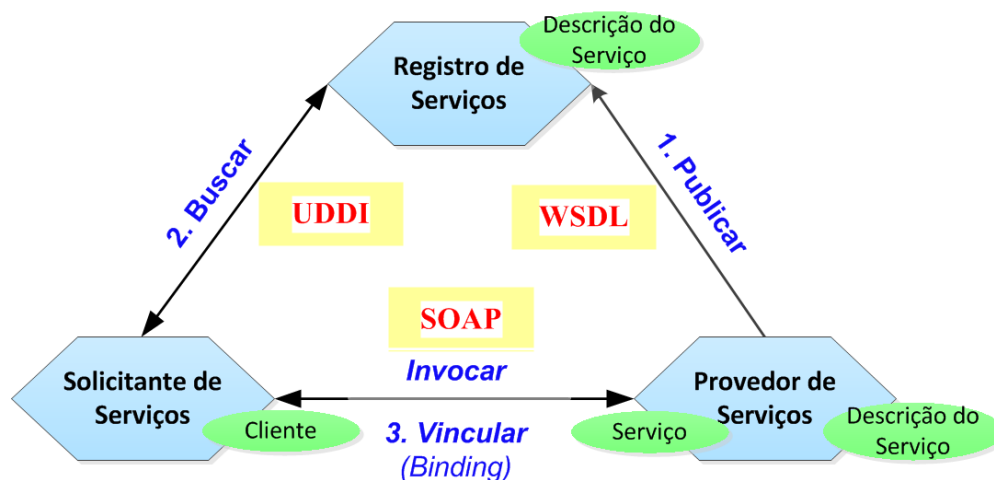 Descrição do
Serviço
Registro de
Serviços
2. Buscar
1. Publicar
UDDI
WSDL
SOAP
Invocar
Solicitante de
Serviços
Cliente
3. Vincular
(Binding)
Provedor de
Serviços
Serviço
Descrição do
Serviço